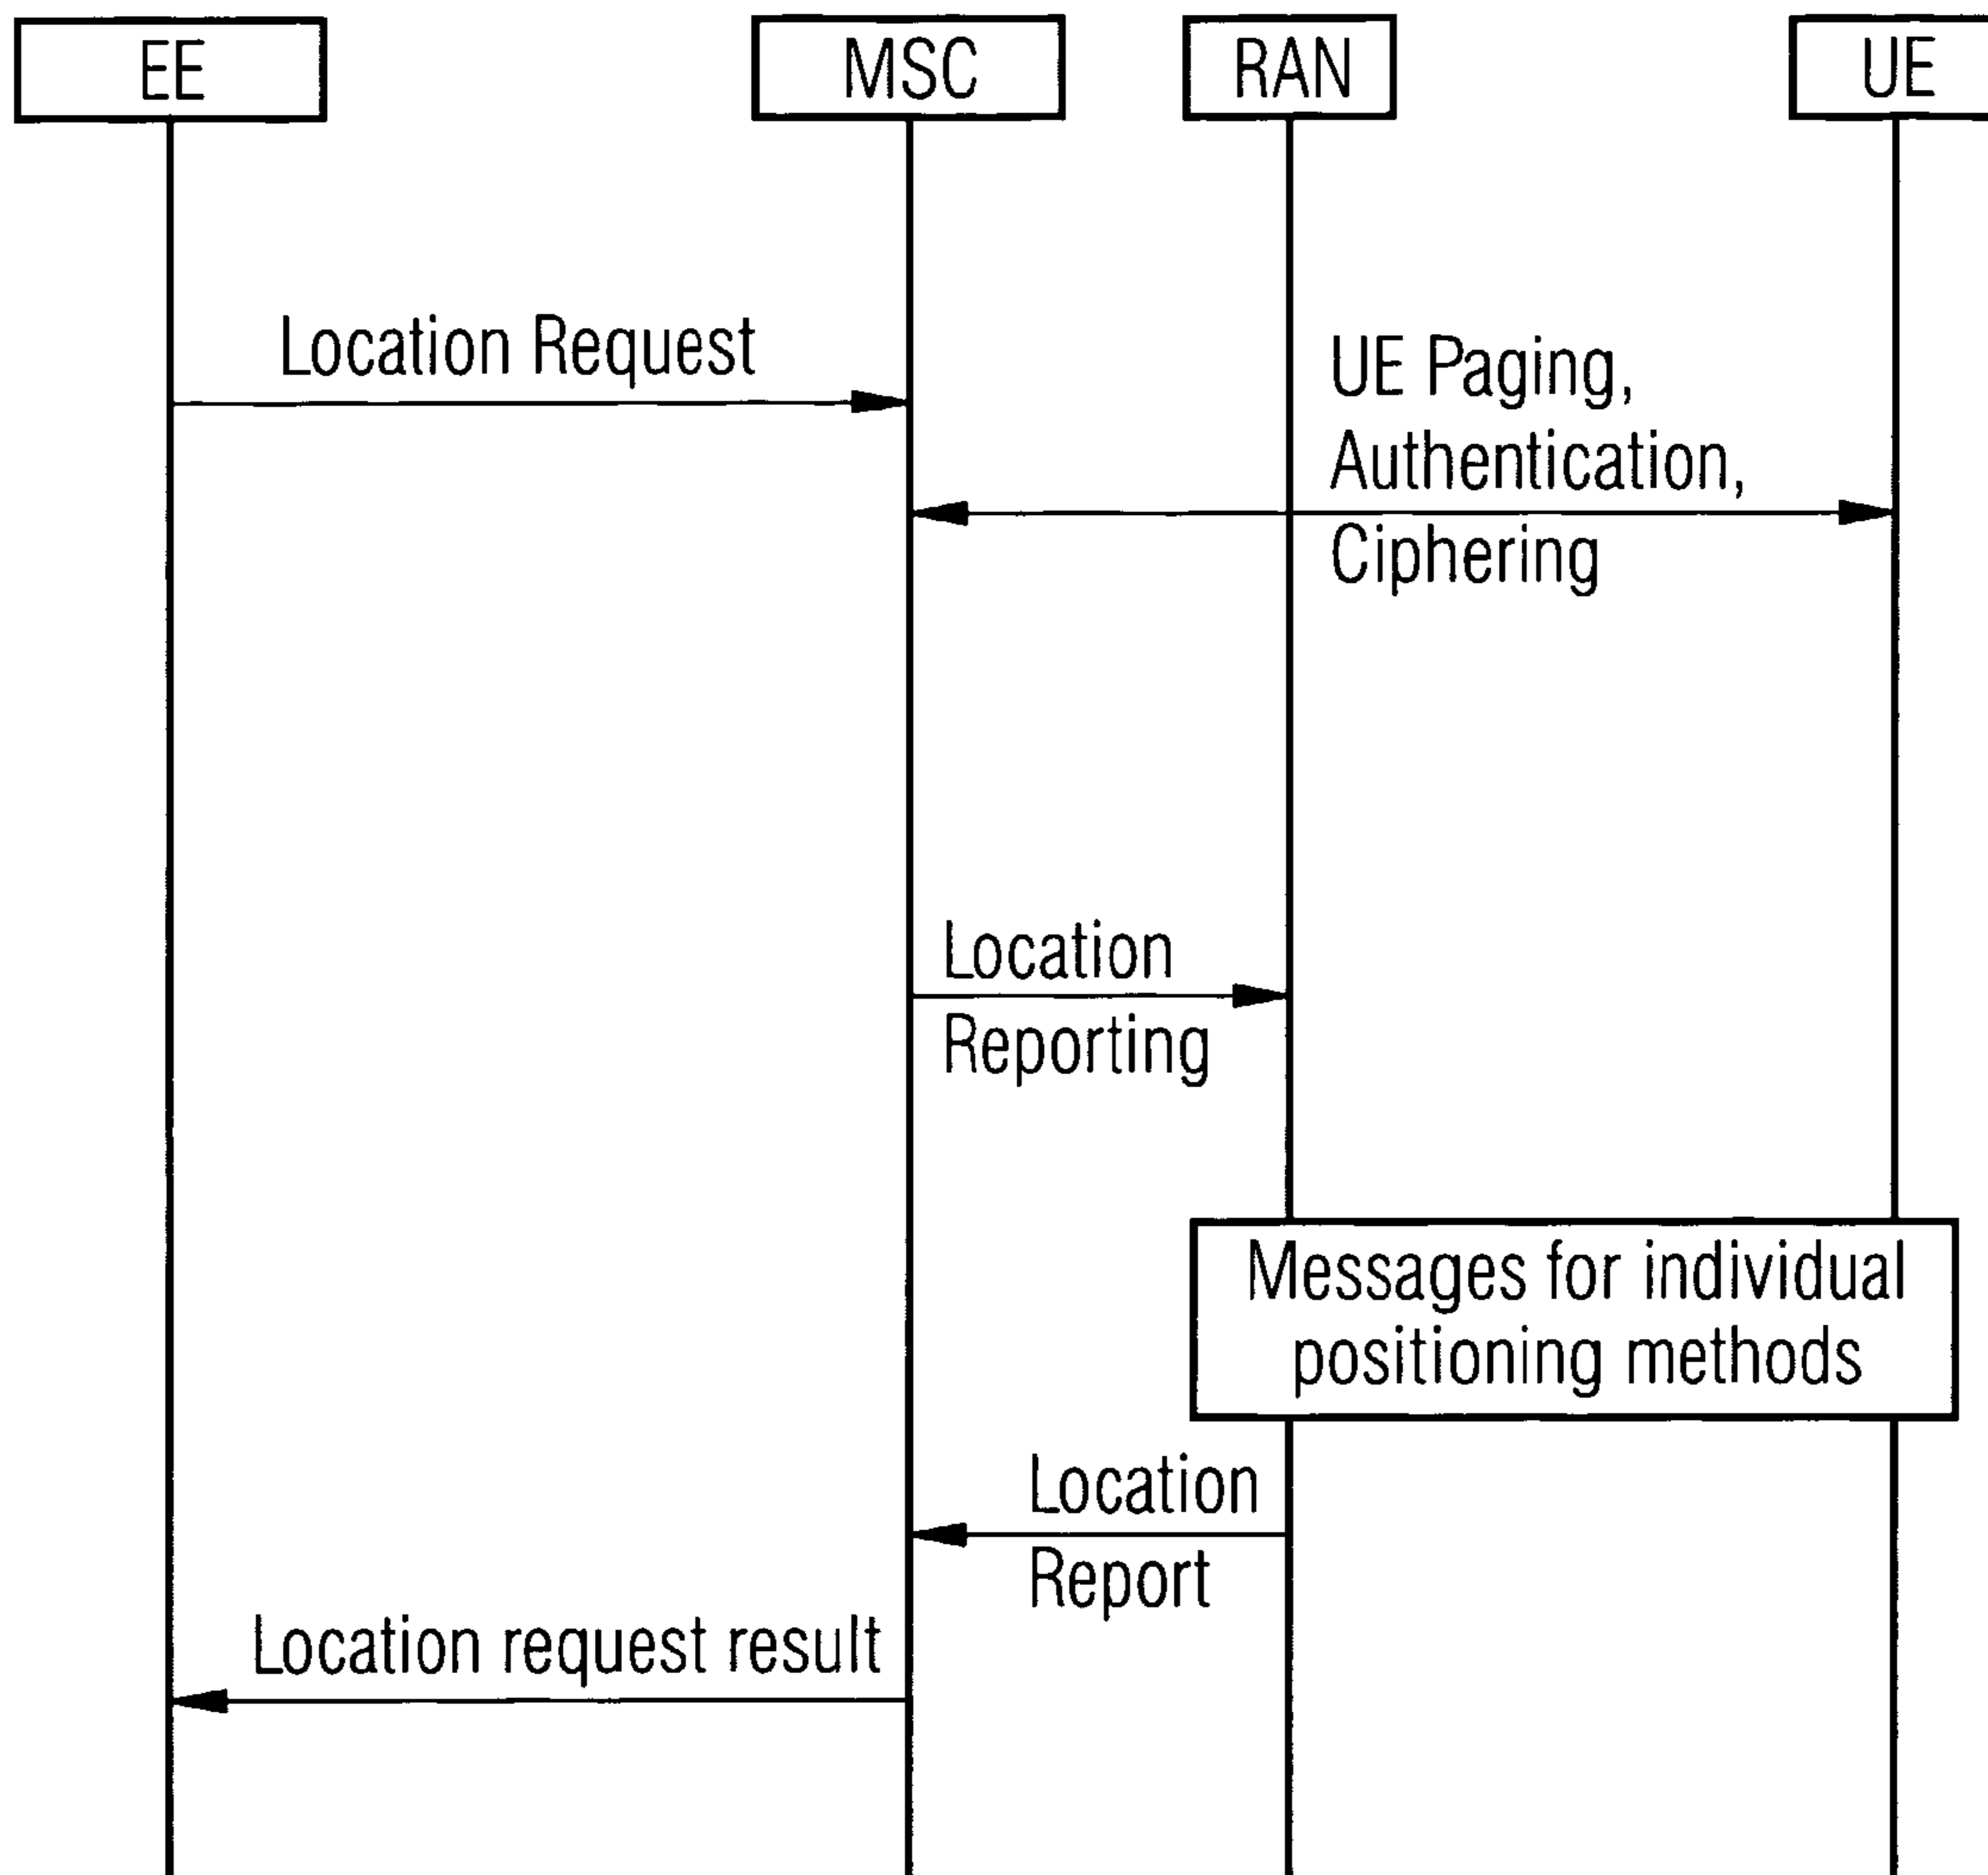 EE
MSC
RAN
UE
Location Request
UE Paging,
Authentication,
Ciphering
Location
Reporting
Messages for individual
positioning methods
Location
Report
Location request result